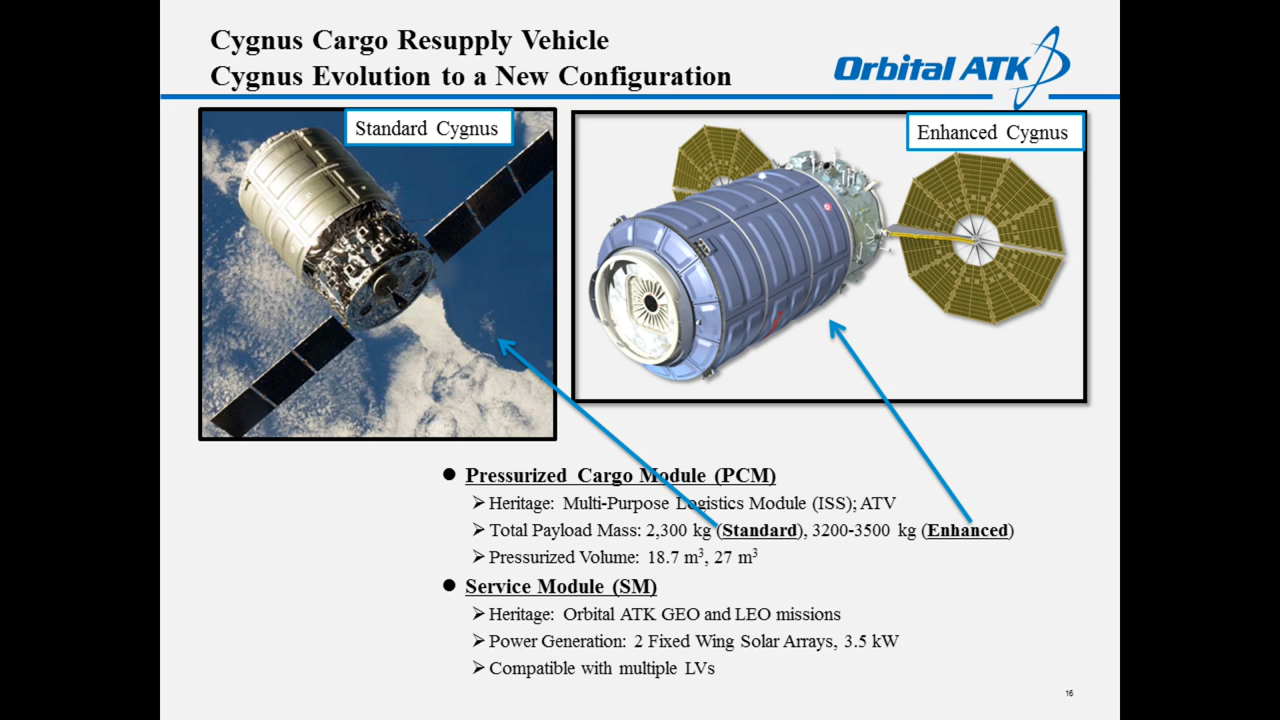 Cygnus Cargo Resupply Vehicle
Cygnus Evolution to a New Configuration
Orbital ATK
Standard Cygnus
Enhanced Cygnus
● Pressurized Cargo Module (PCM)
➢ Heritage: Multi-Purpose Logistics Module (ISS); ATV
➢ Total Payload Mass: 2,300 kg (Standard), 3200-3500 kg (Enhanced)
➢ Pressurized Volume: 18.7 m³, 27 m³
● Service Module (SM)
➢ Heritage: Orbital ATK GEO and LEO missions
➢ Power Generation: 2 Fixed Wing Solar Arrays, 3.5 kW
➢ Compatible with multiple LVs
16